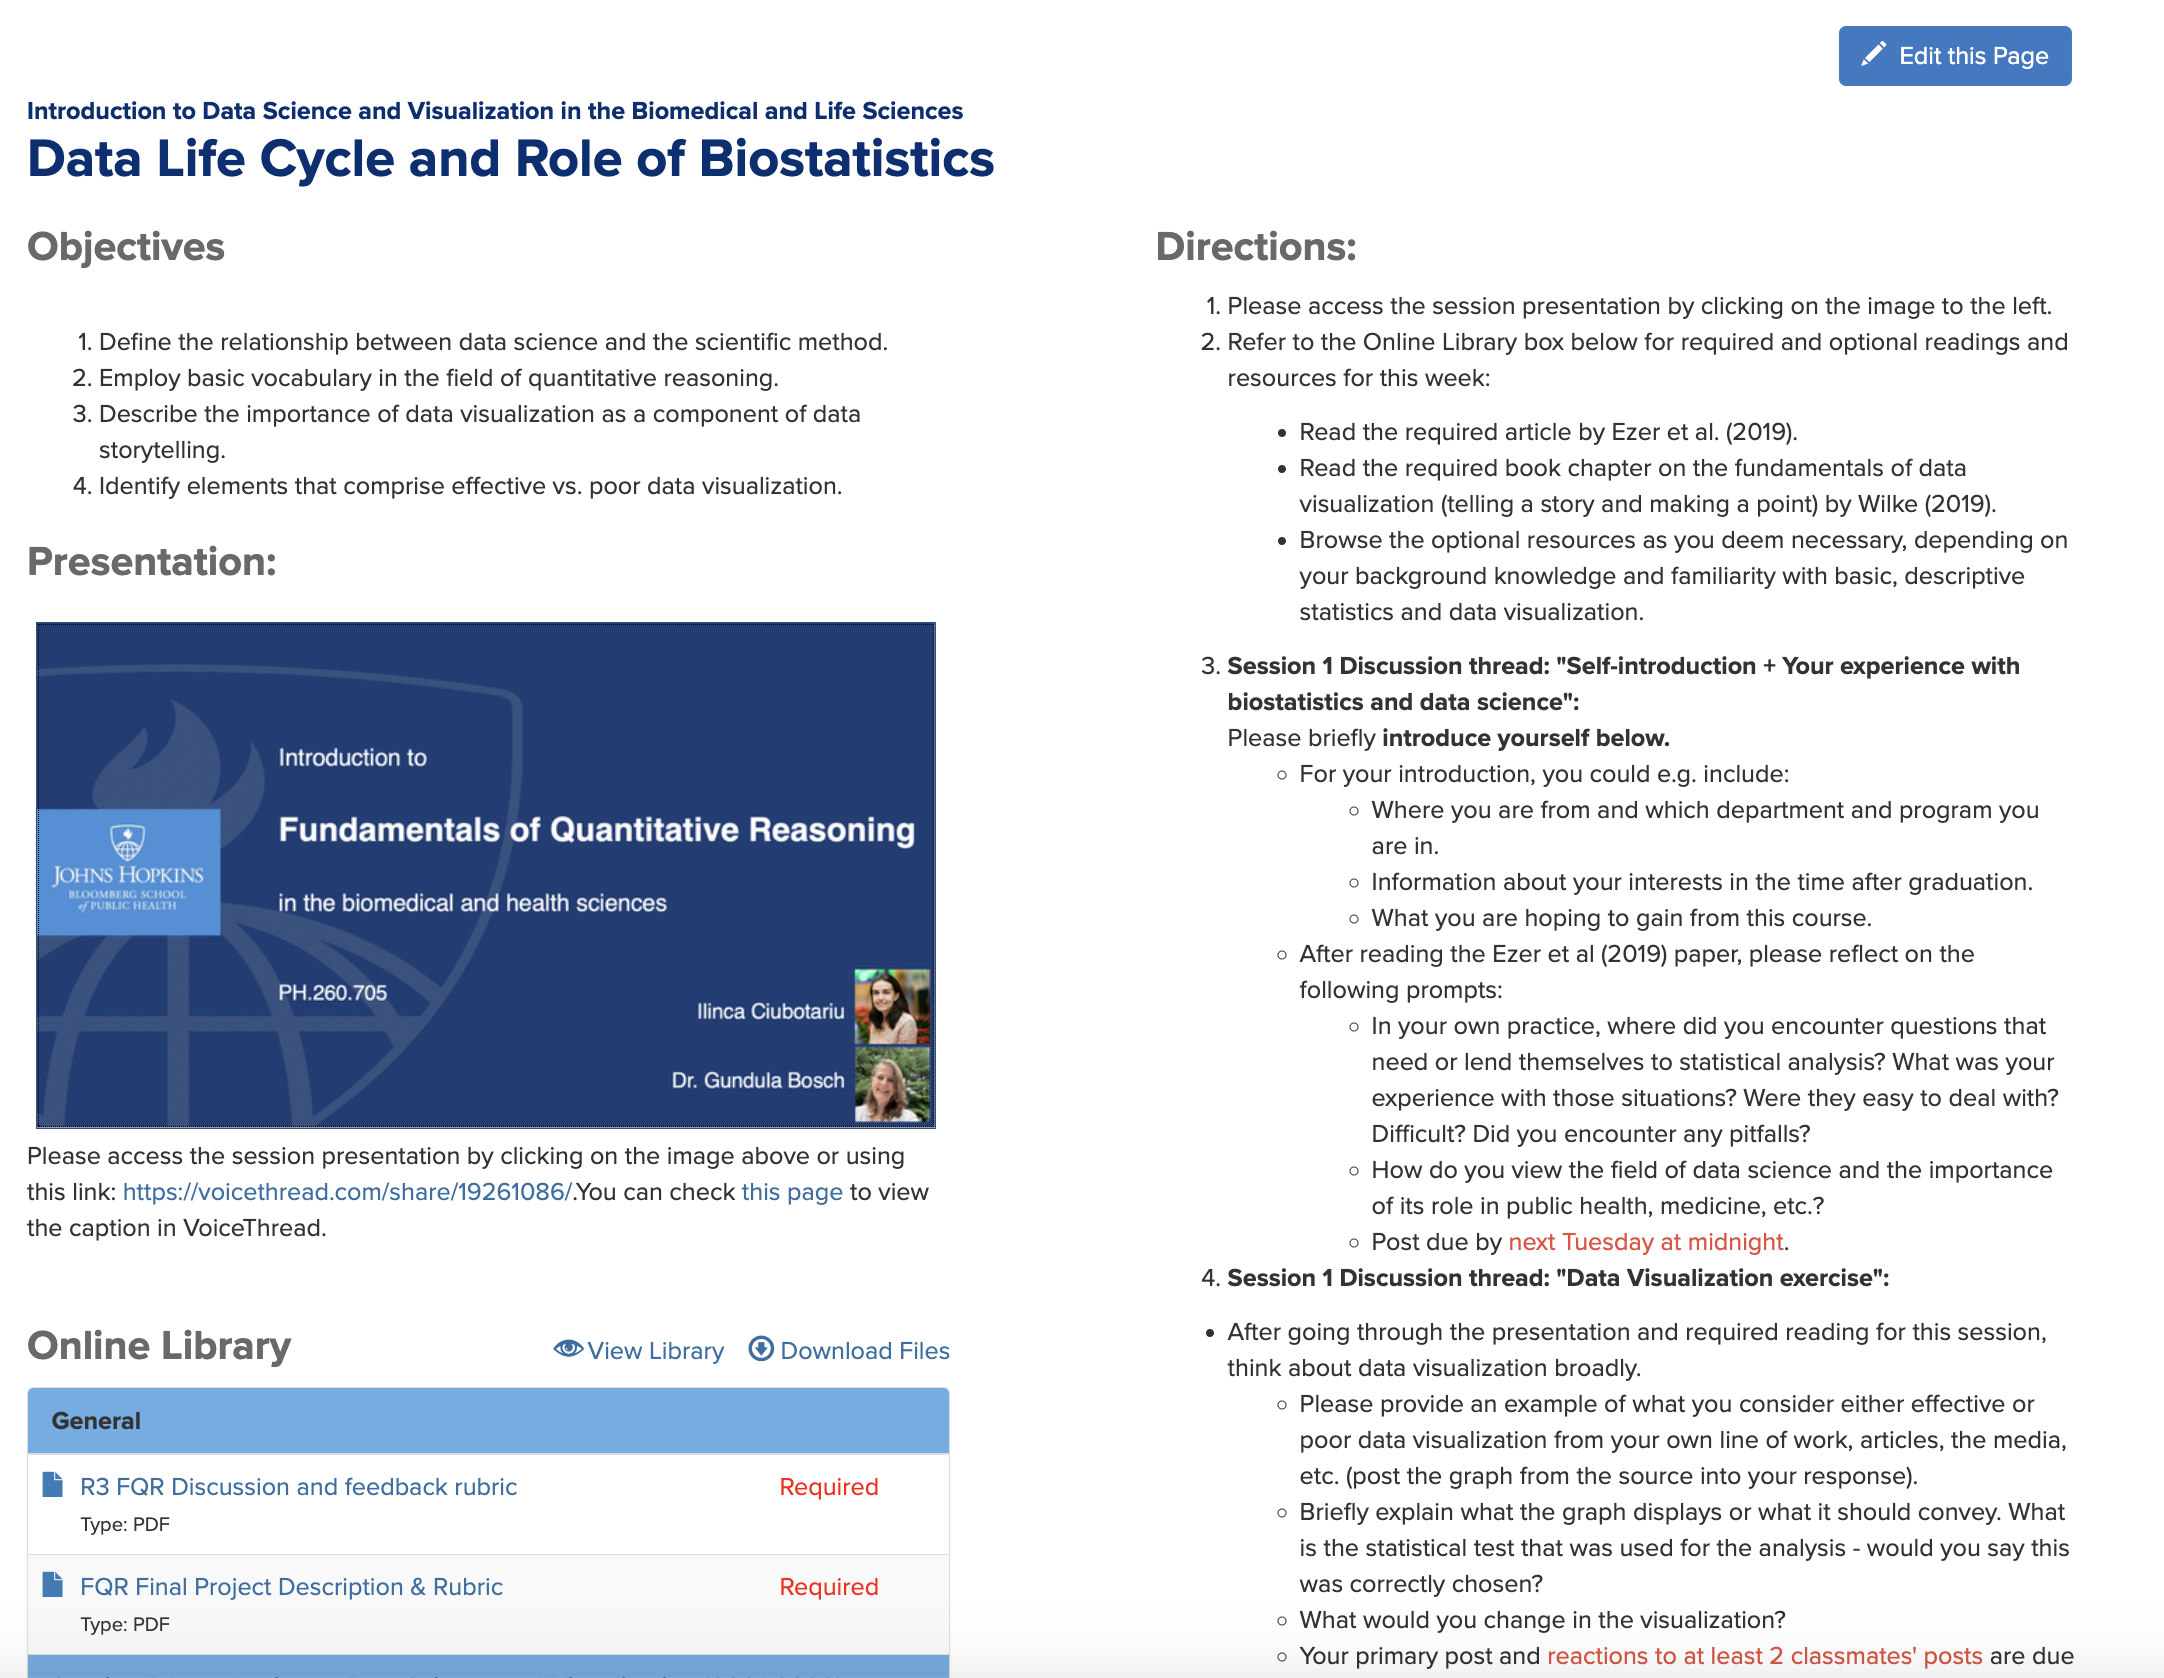 Edit this Page
Introduction to Data Science and Visualization in the Biomedical and Life Sciences
Data Life Cycle and Role of Biostatistics
Objectives
1. Define the relationship between data science and the scientific method.
2. Employ basic vocabulary in the field of quantitative reasoning.
3. Describe the importance of data visualization as a component of data
storytelling.
4. Identify elements that comprise effective vs. poor data visualization.
Presentation:
Introduction to
Fundamentals of Quantitative Reasoning
JOHNS HOPKINS
BLOOMBERG SCHOOL
of PUBLIC HEALTH
in the biomedical and health sciences
PH.260.705
Ilinca Ciubotariu
Dr. Gundula Bosch
Please access the session presentation by clicking on the image above or using
this link: https://voicethread.com/share/19261086/.You can check this page to view
the caption in VoiceThread.
Online Library
View Library
Download Files
General
R3 FQR Discussion and feedback rubric
Required
Type: PDF
FQR Final Project Description & Rubric
Required
Type: PDF
Directions:
1. Please access the session presentation by clicking on the image to the left.
2. Refer to the Online Library box below for required and optional readings and
resources for this week:
• Read the required article by Ezer et al. (2019).
• Read the required book chapter on the fundamentals of data
visualization (telling a story and making a point) by Wilke (2019).
• Browse the optional resources as you deem necessary, depending on
your background knowledge and familiarity with basic, descriptive
statistics and data visualization.
3. Session 1 Discussion thread: "Self-introduction + Your experience with
biostatistics and data science":
Please briefly introduce yourself below.
◦ For your introduction, you could e.g. include:
◦ Where you are from and which department and program you
are in.
◦ Information about your interests in the time after graduation.
◦ What you are hoping to gain from this course.
◦ After reading the Ezer et al (2019) paper, please reflect on the
following prompts:
◦ In your own practice, where did you encounter questions that
need or lend themselves to statistical analysis? What was your
experience with those situations? Were they easy to deal with?
Difficult? Did you encounter any pitfalls?
◦ How do you view the field of data science and the importance
of its role in public health, medicine, etc.?
◦ Post due by next Tuesday at midnight.
4. Session 1 Discussion thread: "Data Visualization exercise":
• After going through the presentation and required reading for this session,
think about data visualization broadly.
◦ Please provide an example of what you consider either effective or
poor data visualization from your own line of work, articles, the media,
etc. (post the graph from the source into your response).
◦ Briefly explain what the graph displays or what it should convey. What
is the statistical test that was used for the analysis - would you say this
was correctly chosen?
◦ What would you change in the visualization?
◦ Your primary post and reactions to at least 2 classmates' posts are due